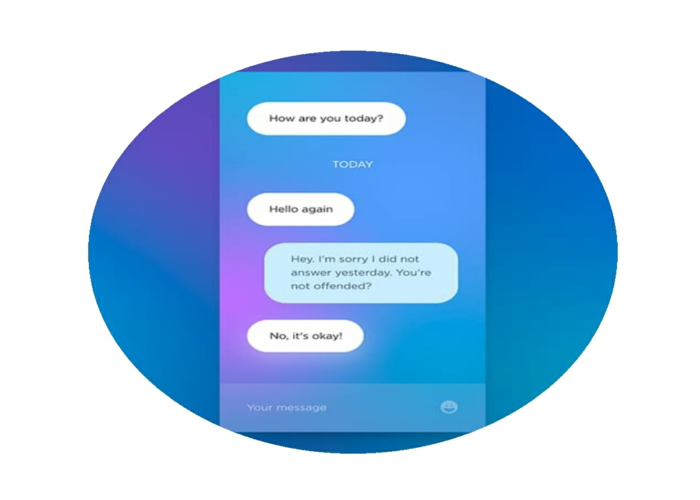 How are you today?
TODAY
Hello again
Hey. I'm sorry I did not
answer yesterday. You're
not offended?
No, it's okay!
Your message